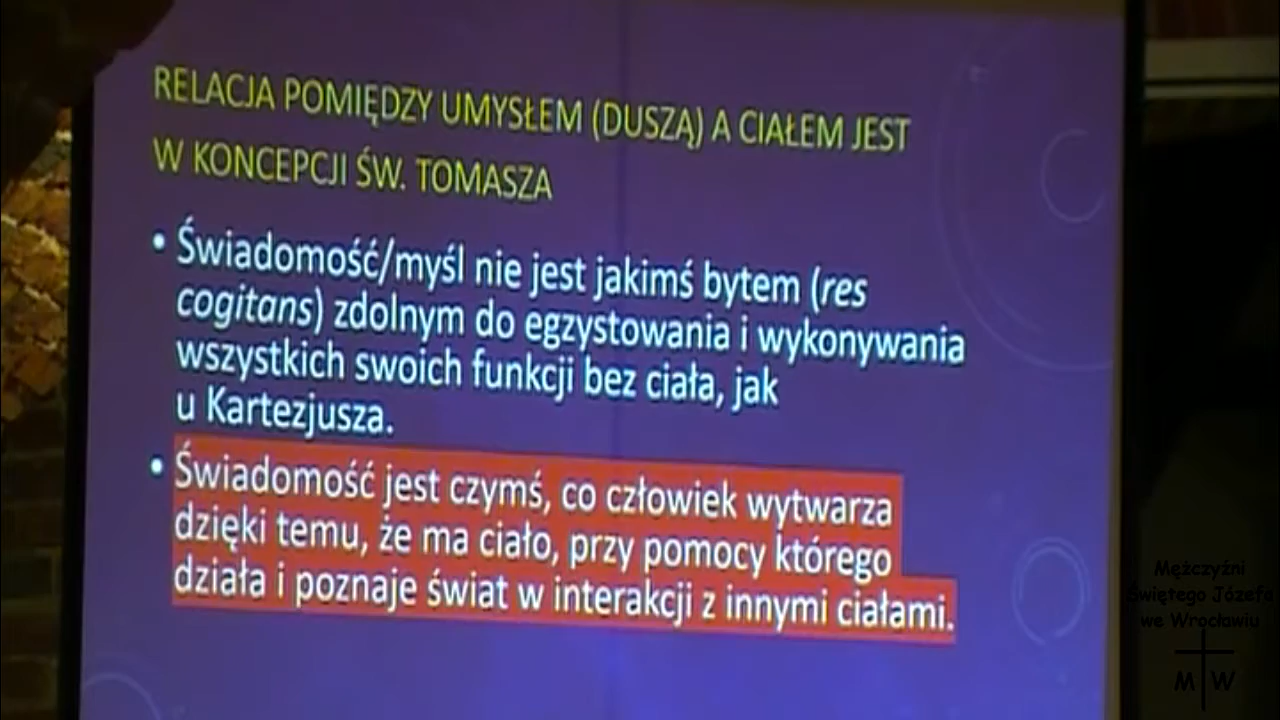 RELACJA POMIĘDZY UMYSŁEM (DUSZĄ) A CIAŁEM JEST
W KONCEPCJI ŚW. TOMASZA
• Świadomość/myśl nie jest jakimś bytem (res
cogitans) zdolnym do egzystowania i wykonywania
wszystkich swoich funkcji bez ciała, jak
u Kartezjusza.
• Świadomość jest czymś, co człowiek wytwarza
dzięki temu, że ma ciało, przy pomocy którego
działa i poznaje świat w interakcji z innymi ciałami.
Mężczyźni
Świętego Józefa
we Wrocławiu
M W